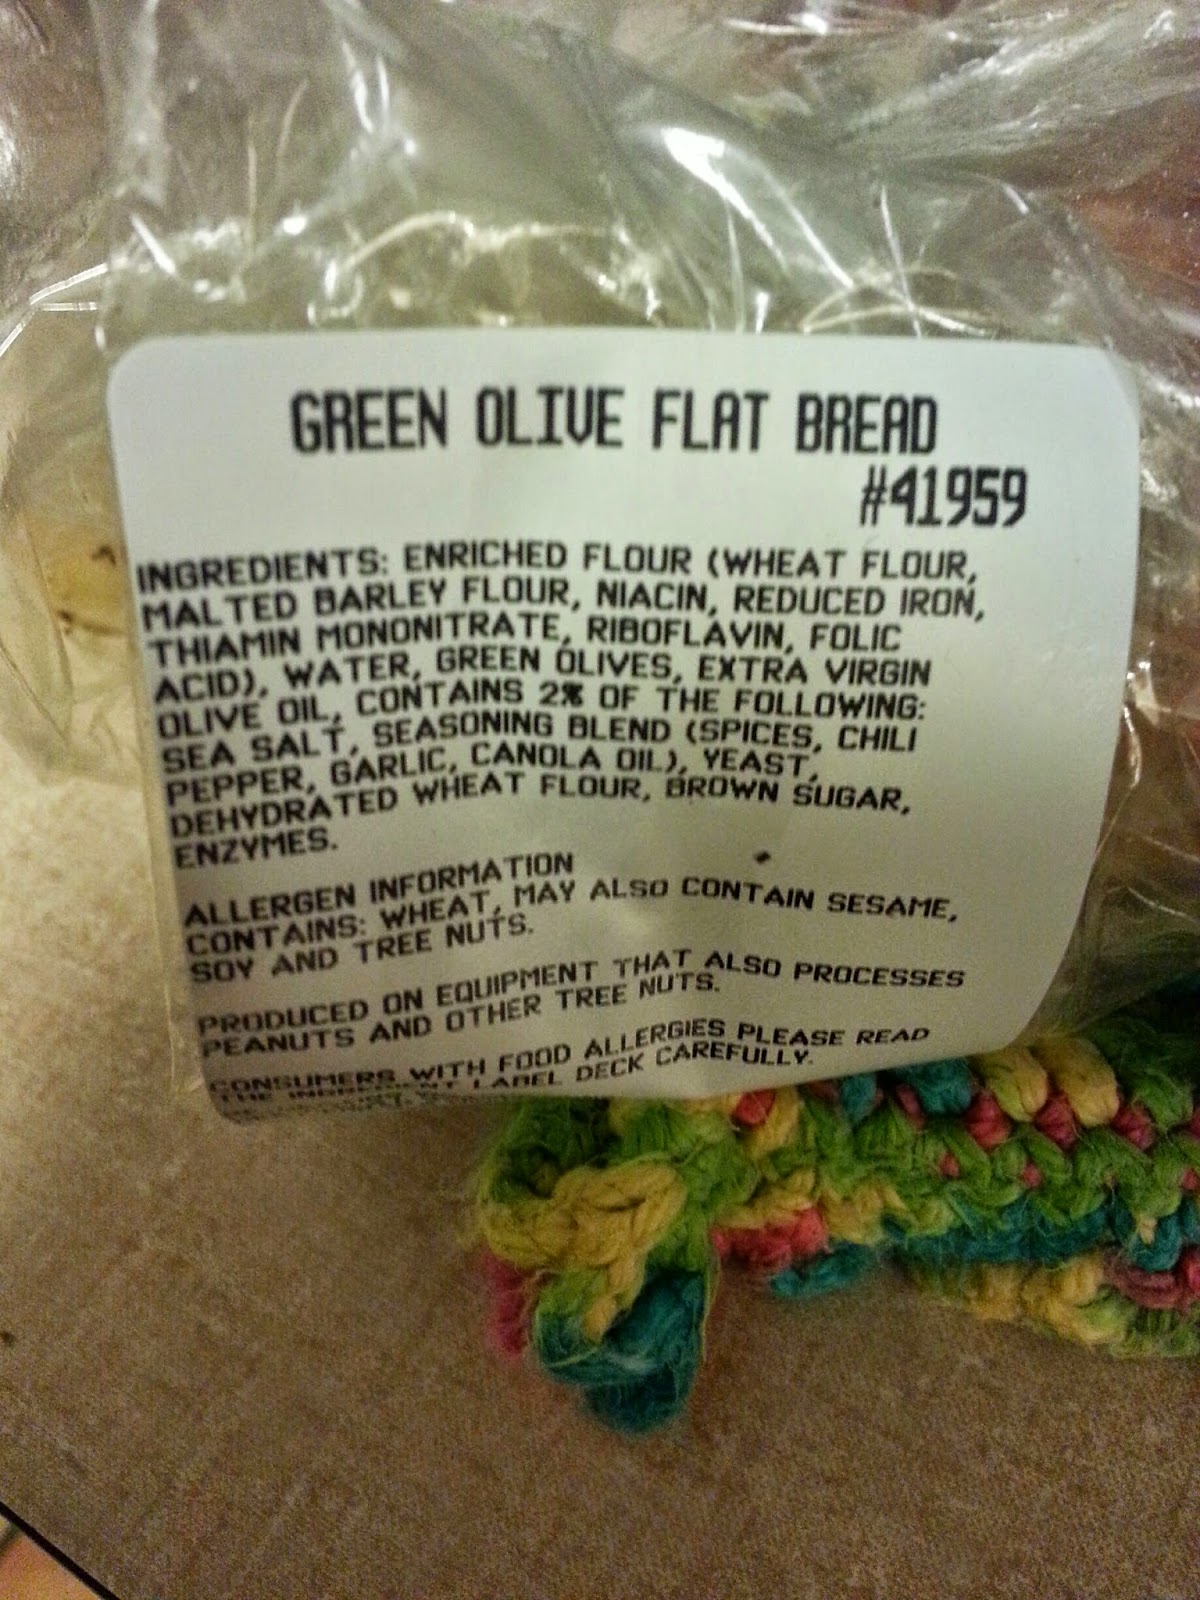 GREEN OLIVE FLAT BREAD
#41959
INGREDIENTS: ENRICHED FLOUR (WHEAT FLOUR,
MALTED BARLEY FLOUR, NIACIN, REDUCED IRON,
THIAMIN MONONITRATE, RIBOFLAVIN, FOLIC
ACID), WATER, GREEN OLIVES, EXTRA VIRGIN
OLIVE OIL, CONTAINS 2% OF THE FOLLOWING:
SEA SALT, SEASONING BLEND (SPICES, CHILI
PEPPER, GARLIC, CANOLA OIL), YEAST,
DEHYDRATED WHEAT FLOUR, BROWN SUGAR,
ENZYMES.
ALLERGEN INFORMATION
CONTAINS: WHEAT, MAY ALSO CONTAIN SESAME,
SOY AND TREE NUTS.
PRODUCED ON EQUIPMENT THAT ALSO PROCESSES
PEANUTS AND OTHER TREE NUTS.
CONSUMERS WITH FOOD ALLERGIES PLEASE READ
THE INGREDIENT LABEL DECK CAREFULLY.